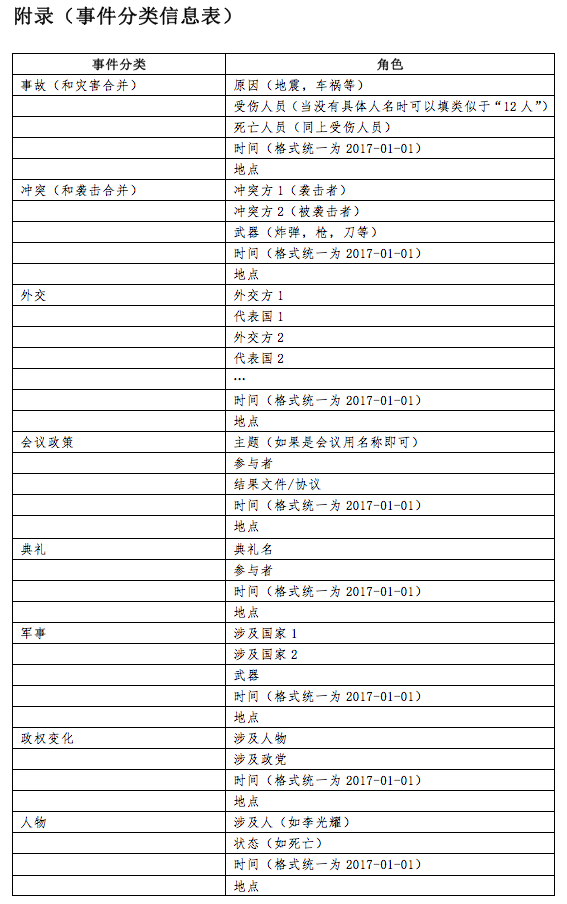 附录（事件分类信息表）
事件分类 角色
事故（和灾害合并） 原因（地震，车祸等）
受伤人员（当没有具体人名时可以填类似于“12人”）
死亡人员（同上受伤人员）
时间（格式统一为 2017-01-01）
地点
冲突（和袭击合并） 冲突方 1（袭击者）
冲突方 2（被袭击者）
武器（炸弹，枪，刀等）
时间（格式统一为 2017-01-01）
地点
外交 外交方 1
代表国 1
外交方 2
代表国 2
…
时间（格式统一为 2017-01-01）
地点
会议政策 主题（如果是会议用名称即可）
参与者
结果文件/协议
时间（格式统一为 2017-01-01）
地点
典礼 典礼名
参与者
时间（格式统一为 2017-01-01）
地点
军事 涉及国家 1
涉及国家 2
武器
时间（格式统一为 2017-01-01）
地点
政权变化 涉及人物
涉及政党
时间（格式统一为 2017-01-01）
地点
人物 涉及人（如李光耀）
状态（如死亡）
时间（格式统一为 2017-01-01）
地点